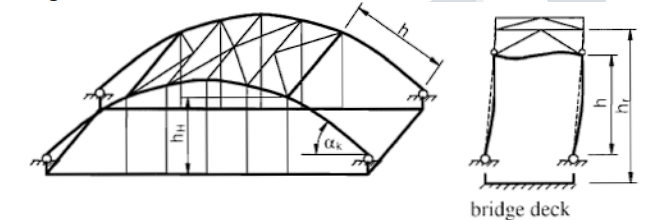 h
h_H
α_k
h
h_r
bridge deck